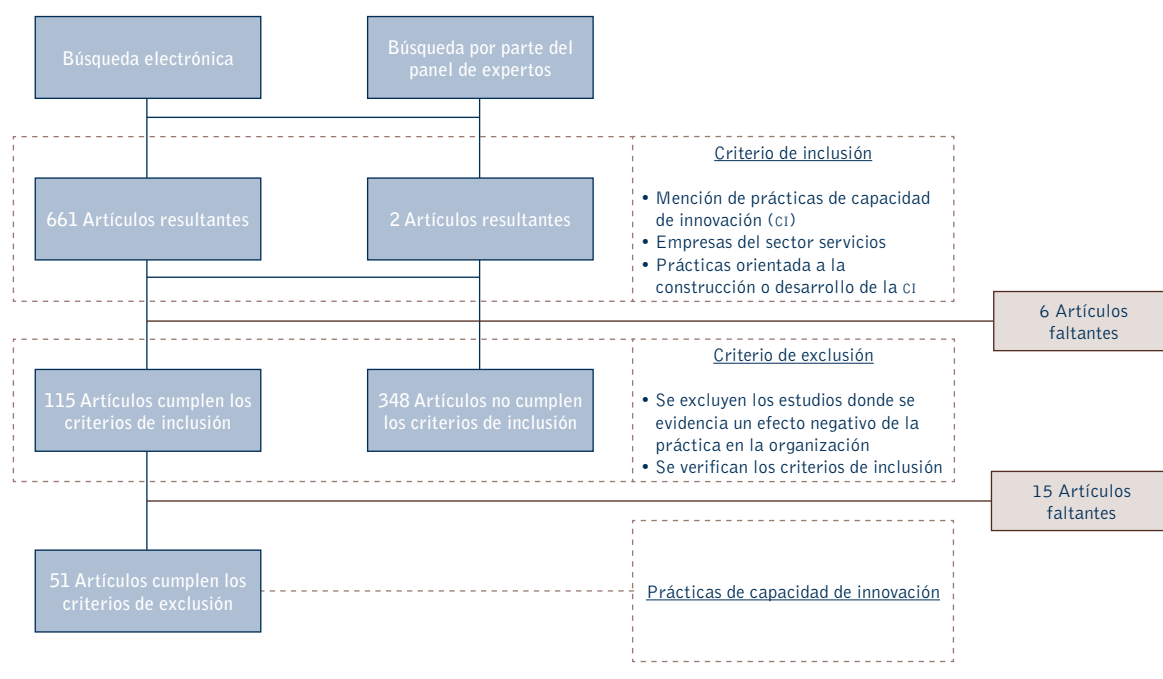 Búsqueda electrónica
Búsqueda por parte del
panel de expertos
661 Artículos resultantes
2 Artículos resultantes
Criterio de inclusión
• Mención de prácticas de capacidad
de innovación (CI)
• Empresas del sector servicios
• Prácticas orientada a la
construcción o desarrollo de la CI
6 Artículos
faltantes
115 Artículos cumplen los
criterios de inclusión
348 Artículos no cumplen
los criterios de inclusión
Criterio de exclusión
• Se excluyen los estudios donde se
evidencia un efecto negativo de la
práctica en la organización
• Se verifican los criterios de inclusión
15 Artículos
faltantes
51 Artículos cumplen los
criterios de exclusión
Prácticas de capacidad de innovación